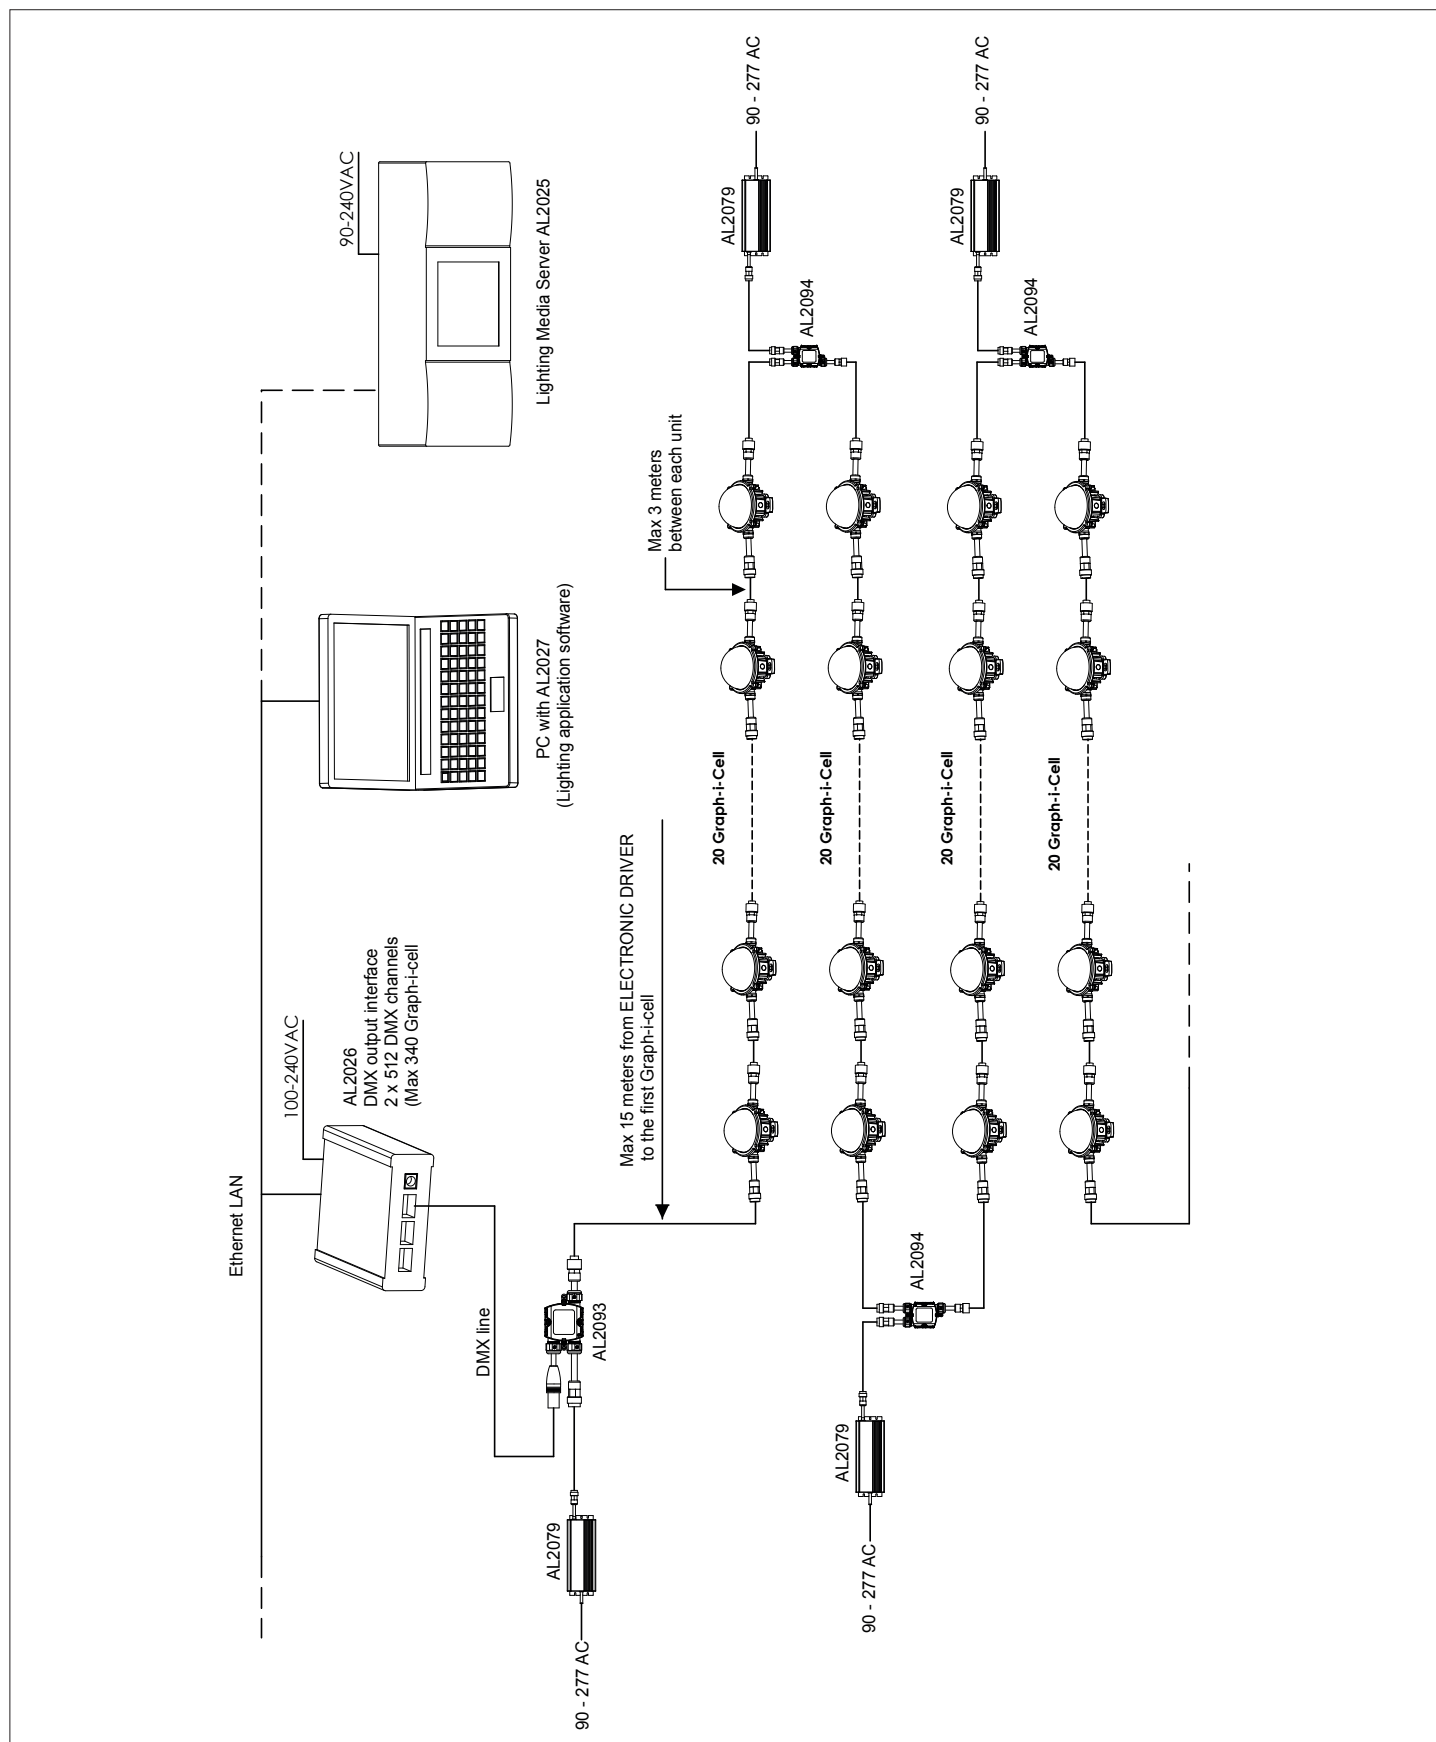 Ethernet LAN
100-240VAC
AL2026
DMX output interface
2 x 512 DMX channels
(Max 340 Graph-i-cell)
PC with AL2027
(Lighting application software)
90-240VAC
Lighting Media Server AL2025
DMX line
AL2093
AL2079
90 - 277 AC
Max 15 meters from ELECTRONIC DRIVER
to the first Graph-i-cell
Max 3 meters
between each unit
20 Graph-i-Cell
AL2094
AL2079
90 - 277 AC
20 Graph-i-Cell
AL2094
AL2079
90 - 277 AC
20 Graph-i-Cell
AL2094
AL2079
90 - 277 AC
20 Graph-i-Cell